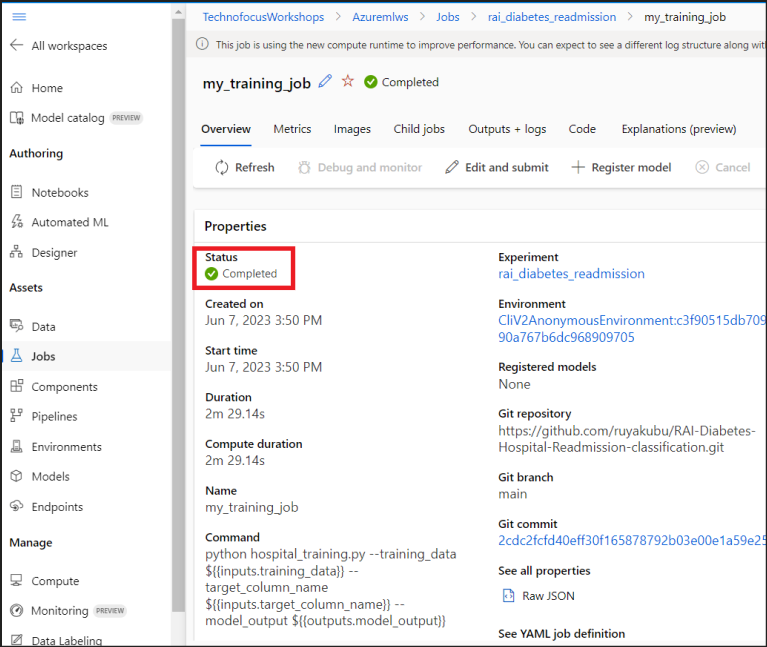 TechnofocusWorkshops > Azuremlws > Jobs > rai_diabetes_readmission > my_training_job
All workspaces
Home
Model catalog PREVIEW
Authoring
Notebooks
Automated ML
Designer
Assets
Data
Jobs
Components
Pipelines
Environments
Models
Endpoints
Manage
Compute
Monitoring PREVIEW
Data Labeling
This job is using the new compute runtime to improve performance. You can expect to see a different log structure along wit
my_training_job Completed
Overview Metrics Images Child jobs Outputs + logs Code Explanations (preview)
Refresh Debug and monitor Edit and submit Register model Cancel
Properties
Status
Completed
Created on
Jun 7, 2023 3:50 PM
Start time
Jun 7, 2023 3:50 PM
Duration
2m 29.14s
Compute duration
2m 29.14s
Name
my_training_job
Command
python hospital_training.py --training_data
${{inputs.training_data}} --
target_column_name
${{inputs.target_column_name}} --
model_output ${{outputs.model_output}}
Experiment
rai_diabetes_readmission
Environment
CliV2AnonymousEnvironment:c3f90515db709
90a767b6dc968909705
Registered models
None
Git repository
https://github.com/ruyakubu/RAI-Diabetes-
Hospital-Readmission-classification.git
Git branch
main
Git commit
2cdc2fcfd40eff30f165878792b03e00e1a59e25
See all properties
Raw JSON
See YAML job definition